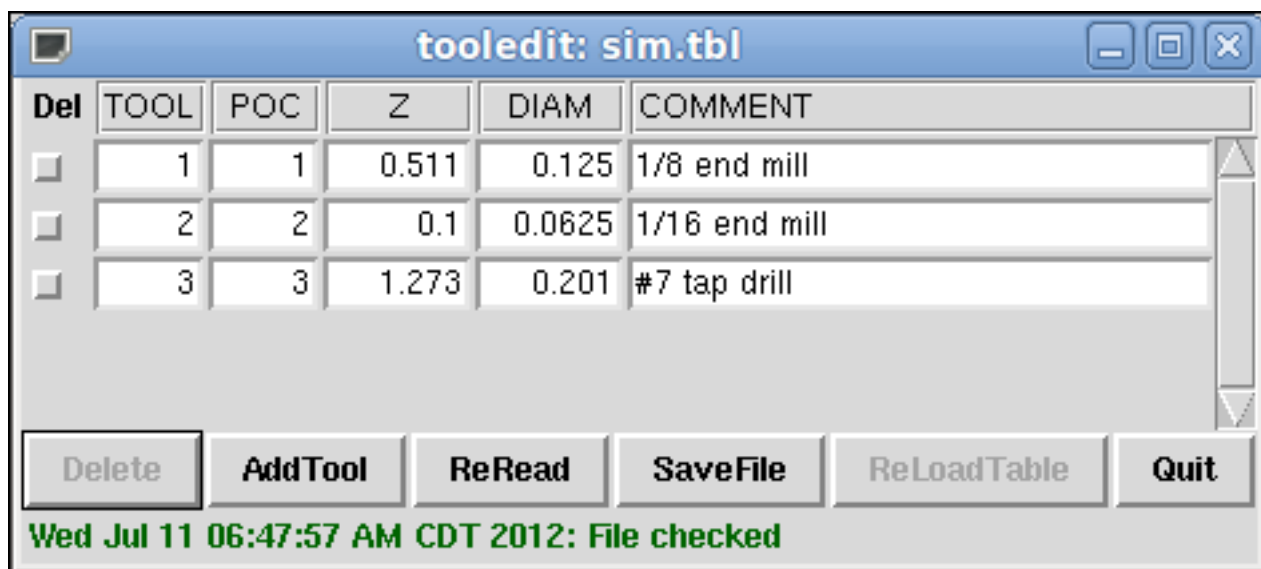 tooledit: sim.tbl
Del TOOL POC Z DIAM COMMENT
1 1 0.511 0.125 1/8 end mill
2 2 0.1 0.0625 1/16 end mill
3 3 1.273 0.201 #7 tap drill
Delete AddTool ReRead SaveFile ReLoadTable Quit
Wed Jul 11 06:47:57 AM CDT 2012: File checked